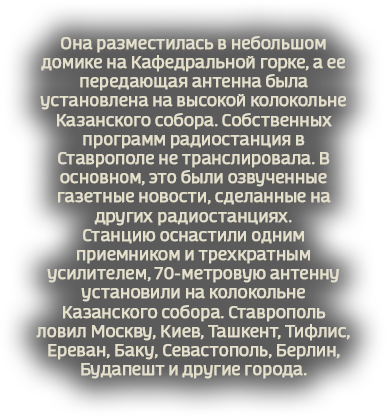 Она разместилась в небольшом
домике на Кафедральной горке, а ее
передающая антенна была
установлена на высокой колокольне
Казанского собора. Собственных
программ радиостанция в
Ставрополе не транслировала. В
основном, это были озвученные
газетные новости, сделанные на
других радиостанциях.
Станцию оснастили одним
приемником и трехкратным
усилителем, 70-метровую антенну
установили на колокольне
Казанского собора. Ставрополь
ловил Москву, Киев, Ташкент, Тифлис,
Ереван, Баку, Севастополь, Берлин,
Будапешт и другие города.